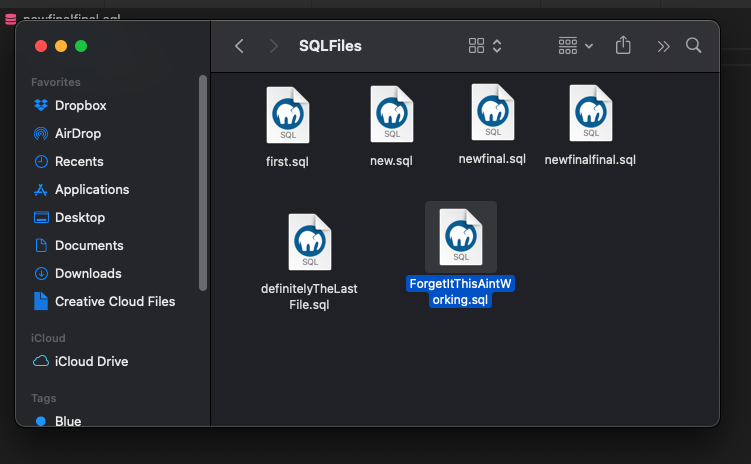 newfinalfinal.sql
SQLFiles
Favorites
Dropbox
AirDrop
Recents
Applications
Desktop
Documents
Downloads
Creative Cloud Files
iCloud
iCloud Drive
Tags
Blue
SQL
SQL
SQL
SQL
first.sql
new.sql
newfinal.sql
newfinalfinal.sql
SQL
SQL
definitelyTheLast
File.sql
ForgetItThisAintW
orking.sql